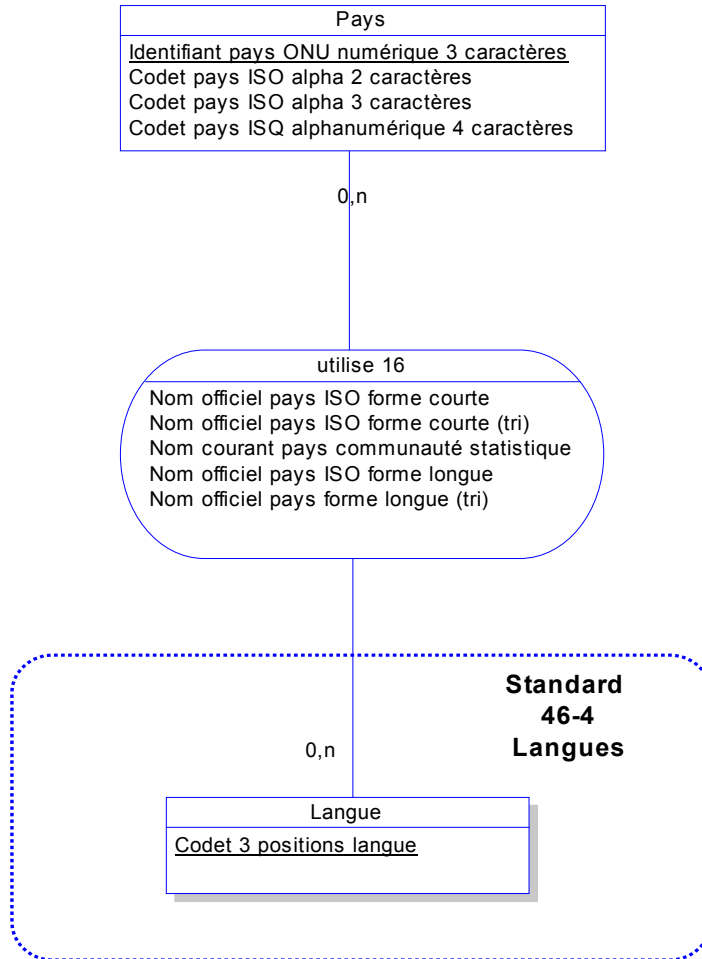 Pays
Identifiant pays ONU numérique 3 caractères
Codet pays ISO alpha 2 caractères
Codet pays ISO alpha 3 caractères
Codet pays ISQ alphanumérique 4 caractères
0,n
utilise 16
Nom officiel pays ISO forme courte
Nom officiel pays ISO forme courte (tri)
Nom courant pays communauté statistique
Nom officiel pays ISO forme longue
Nom officiel pays forme longue (tri)
Standard
46-4
Langues
0,n
Langue
Codet 3 positions langue